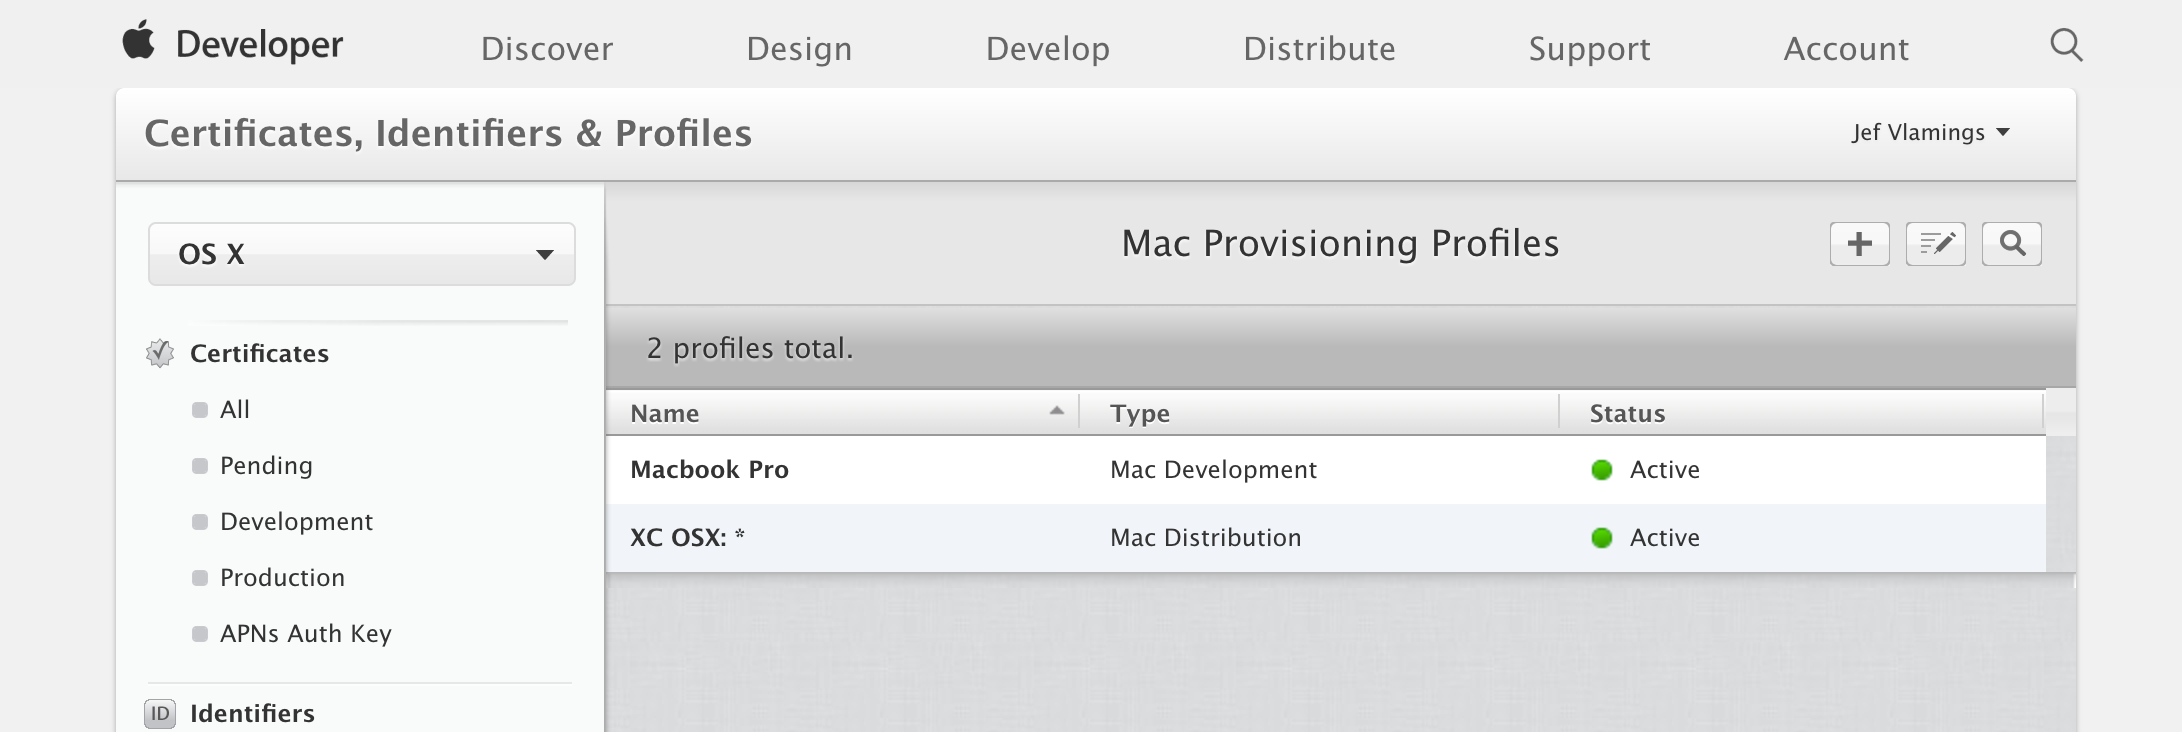 Developer Discover Design Develop Distribute Support Account
Certificates, Identifiers & Profiles
Jef Vlamings
OS X
Certificates
All
Pending
Development
Production
APNs Auth Key
ID Identifiers
Mac Provisioning Profiles
2 profiles total.
Name Type Status
Macbook Pro Mac Development Active
XC OSX: * Mac Distribution Active